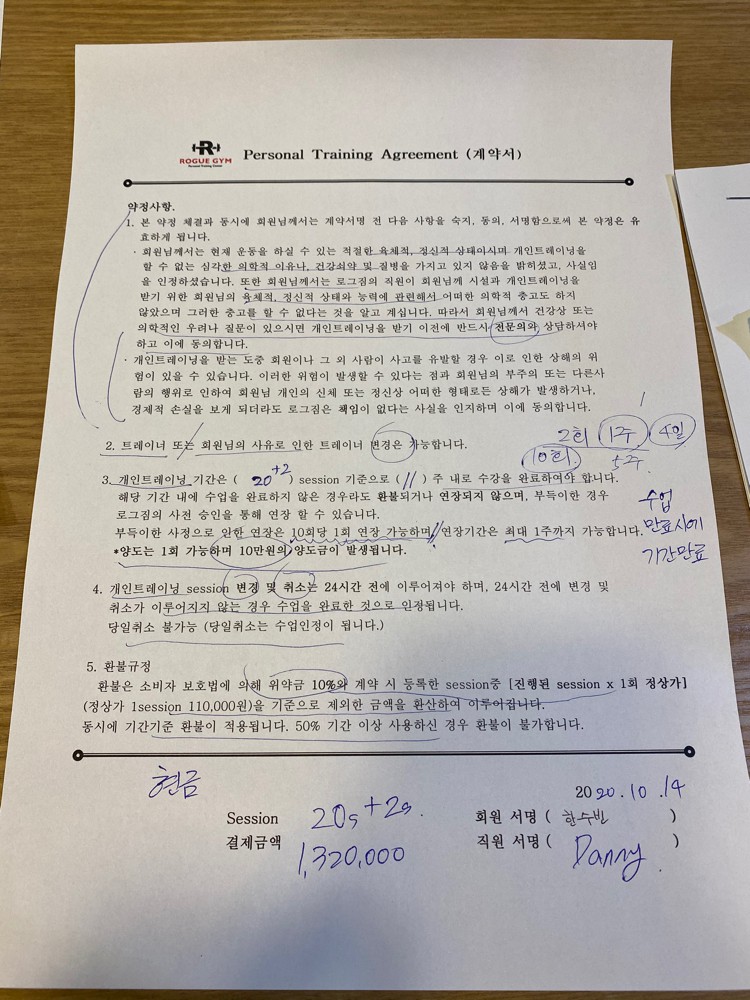 R
ROGUE GYM
Personal Training Center
Personal Training Agreement (계약서)
약정사항.
1. 본 약정 체결과 동시에 회원님께서는 계약서명 전 다음 사항을 숙지, 동의, 서명함으로써 본 약정은 유
효하게 됩니다.
· 회원님께서는 현재 운동을 하실 수 있는 적절한 육체적, 정신적 상태이시며 개인트레이닝을
할 수 없는 심각한 의학적 이유나, 건강쇠약 및 질병을 가지고 있지 않음을 밝히셨고, 사실임
을 인정하셨습니다. 또한 회원님께서는 로그짐의 직원이 회원님께 시설과 개인트레이닝을
받기 위한 회원님의 육체적, 정신적 상태와 능력에 관련해서 어떠한 의학적 충고도 하지
않았으며 그러한 충고를 할 수 없다는 것을 알고 계십니다. 따라서 회원님께서 건강상 또는
의학적인 우려나 질문이 있으시면 개인트레이닝을 받기 이전에 반드시 전문의와 상담하셔야
하고 이에 동의합니다.
· 개인트레이닝을 받는 도중 회원이나 그 외 사람이 사고를 유발할 경우 이로 인한 상해의 위
험이 있을 수 있습니다. 이러한 위험이 발생할 수 있다는 점과 회원님의 부주의 또는 다른사
람의 행위로 인하여 회원님 개인의 신체 또는 정신상 어떠한 형태로든 상해가 발생하거나,
경제적 손실을 보게 되더라도 로그짐은 책임이 없다는 사실을 인지하며 이에 동의합니다.
2. 트레이너 또는 회원님의 사유로 인한 트레이너 변경은 가능합니다.
2회 1주 4일
10회 5주
3. 개인트레이닝 기간은 ( 20+2 ) session 기준으로 ( 11 ) 주 내로 수강을 완료하여야 합니다.
해당 기간 내에 수업을 완료하지 않은 경우라도 환불되거나 연장되지 않으며, 부득이한 경우
로그짐의 사전 승인을 통해 연장 할 수 있습니다.
부득이한 사정으로 인한 연장은 10회당 1회 연장 가능하며, 연장기간은 최대 1주까지 가능합니다.
*양도는 1회 가능하며 10만원의 양도금이 발생됩니다.
수업
만료시에
기간만료
4. 개인트레이닝 session 변경 및 취소는 24시간 전에 이루어져야 하며, 24시간 전에 변경 및
취소가 이루어지지 않는 경우 수업을 완료한 것으로 인정됩니다.
당일취소 불가능 (당일취소는 수업인정이 됩니다.)
5. 환불규정
환불은 소비자 보호법에 의해 위약금 10%와 계약 시 등록한 session중 [진행된 session x 1회 정상가]
(정상가 1session 110,000원)을 기준으로 제외한 금액을 환산하여 이루어집니다.
동시에 기간기준 환불이 적용됩니다. 50% 기간 이상 사용하신 경우 환불이 불가합니다.
현금
2020.10.14
Session 20s+2s.
회원 서명 ( 한수빈 )
결제금액 1,320,000
직원 서명 ( Danny )